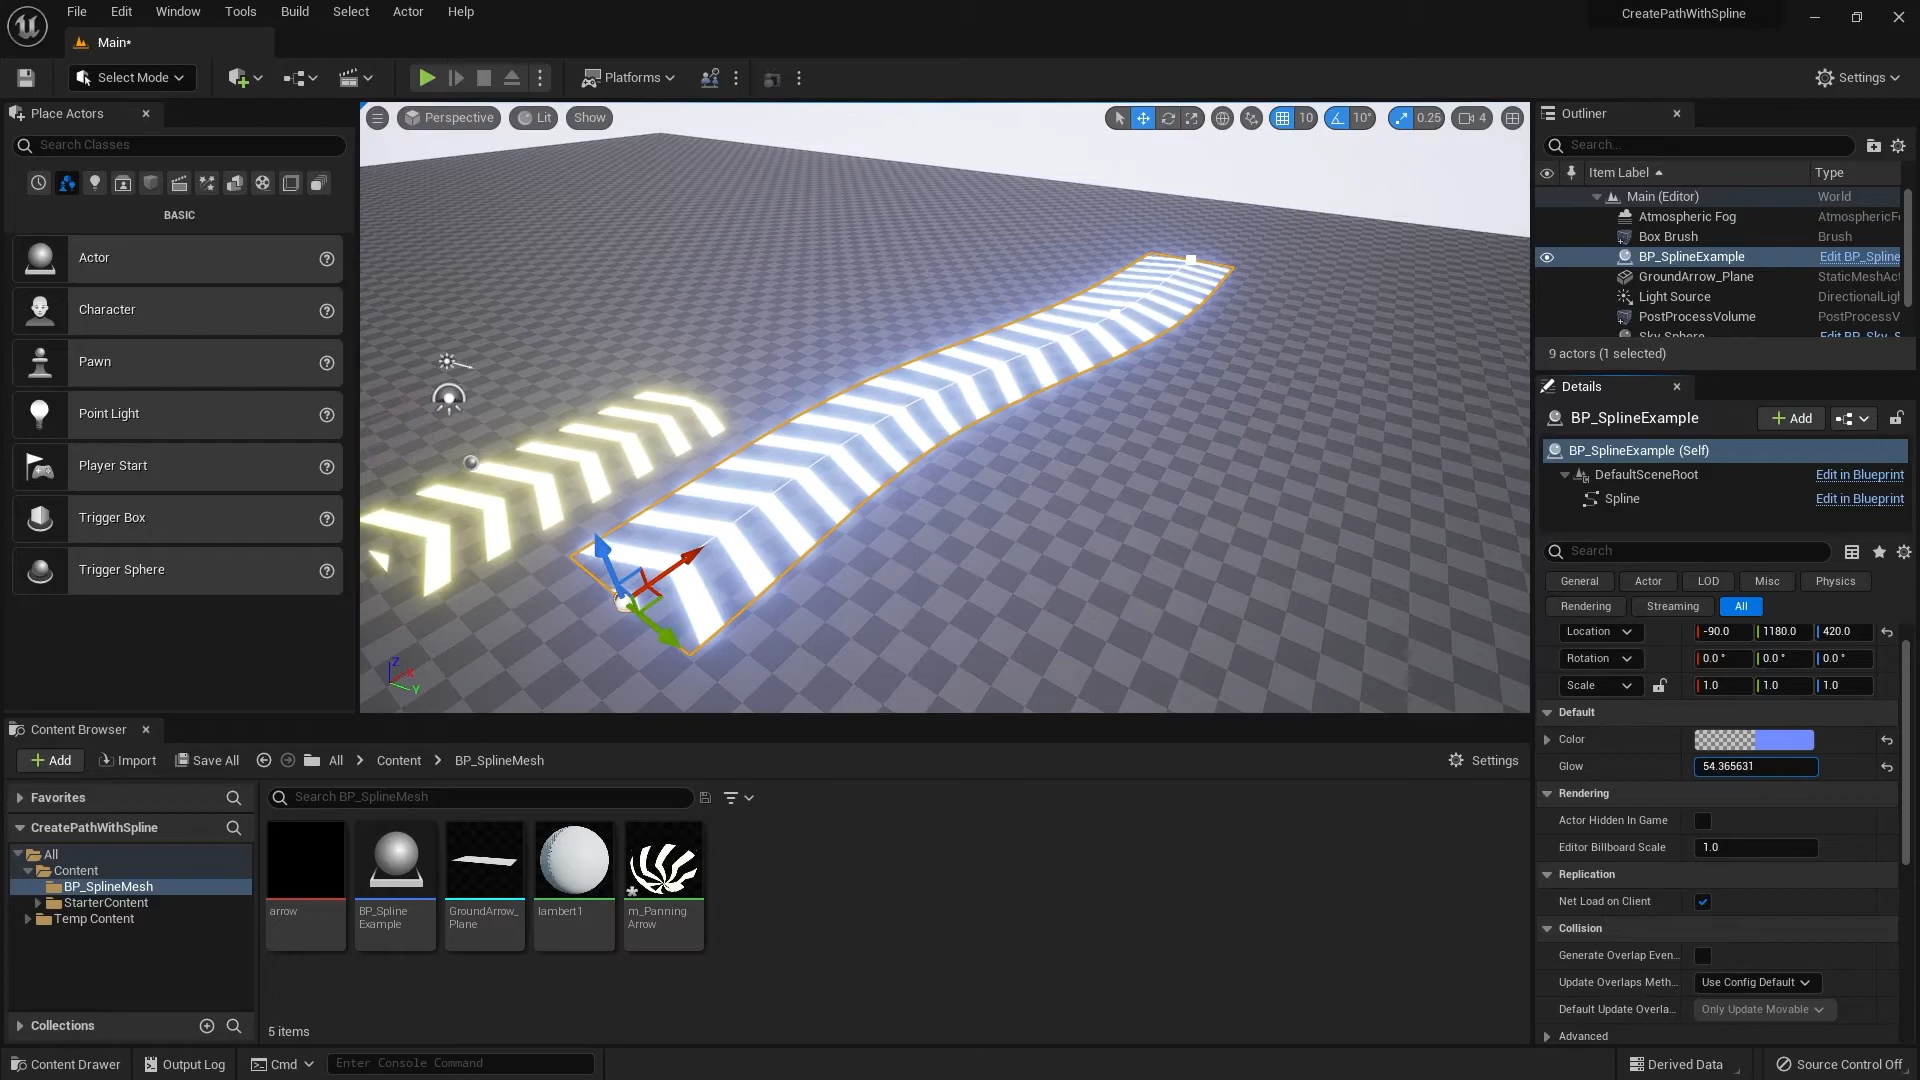 File Edit Window Tools Build Select Actor Help
CreatePathWithSpline
Main*
Select Mode
Platforms
Settings
Place Actors
Search Classes
BASIC
Actor
Character
Pawn
Point Light
Player Start
Trigger Box
Trigger Sphere
Perspective Lit Show
10 10° 0.25 4
Z
X
Y
Outliner
Search...
Item Label Type
Main (Editor) World
Atmospheric Fog AtmosphericF
Box Brush Brush
BP_SplineExample Edit BP_Spline
GroundArrow_Plane StaticMeshAct
Light Source DirectionalLigh
PostProcessVolume PostProcessV
Sky Sphere Edit BP_Sky_S
9 actors (1 selected)
Details
BP_SplineExample Add
BP_SplineExample (Self)
DefaultSceneRoot Edit in Blueprint
Spline Edit in Blueprint
Search
General Actor LOD Misc Physics
Rendering Streaming All
Location -90.0 1180.0 420.0
Rotation 0.0 ° 0.0 ° 0.0 °
Scale 1.0 1.0 1.0
Default
Color
Glow 54.365631
Rendering
Actor Hidden In Game
Editor Billboard Scale 1.0
Replication
Net Load on Client
Collision
Generate Overlap Even...
Update Overlaps Meth... Use Config Default
Default Update Overla... Only Update Movable
Advanced
Content Browser
Add Import Save All All Content BP_SplineMesh Settings
Favorites
CreatePathWithSpline
All
Content
BP_SplineMesh
StarterContent
Temp Content
Collections
Search BP_SplineMesh
arrow
BP_Spline
Example
GroundArrow_
Plane
lambert1
m_Panning
Arrow
5 items
Content Drawer Output Log Cmd Enter Console Command
Derived Data Source Control Off